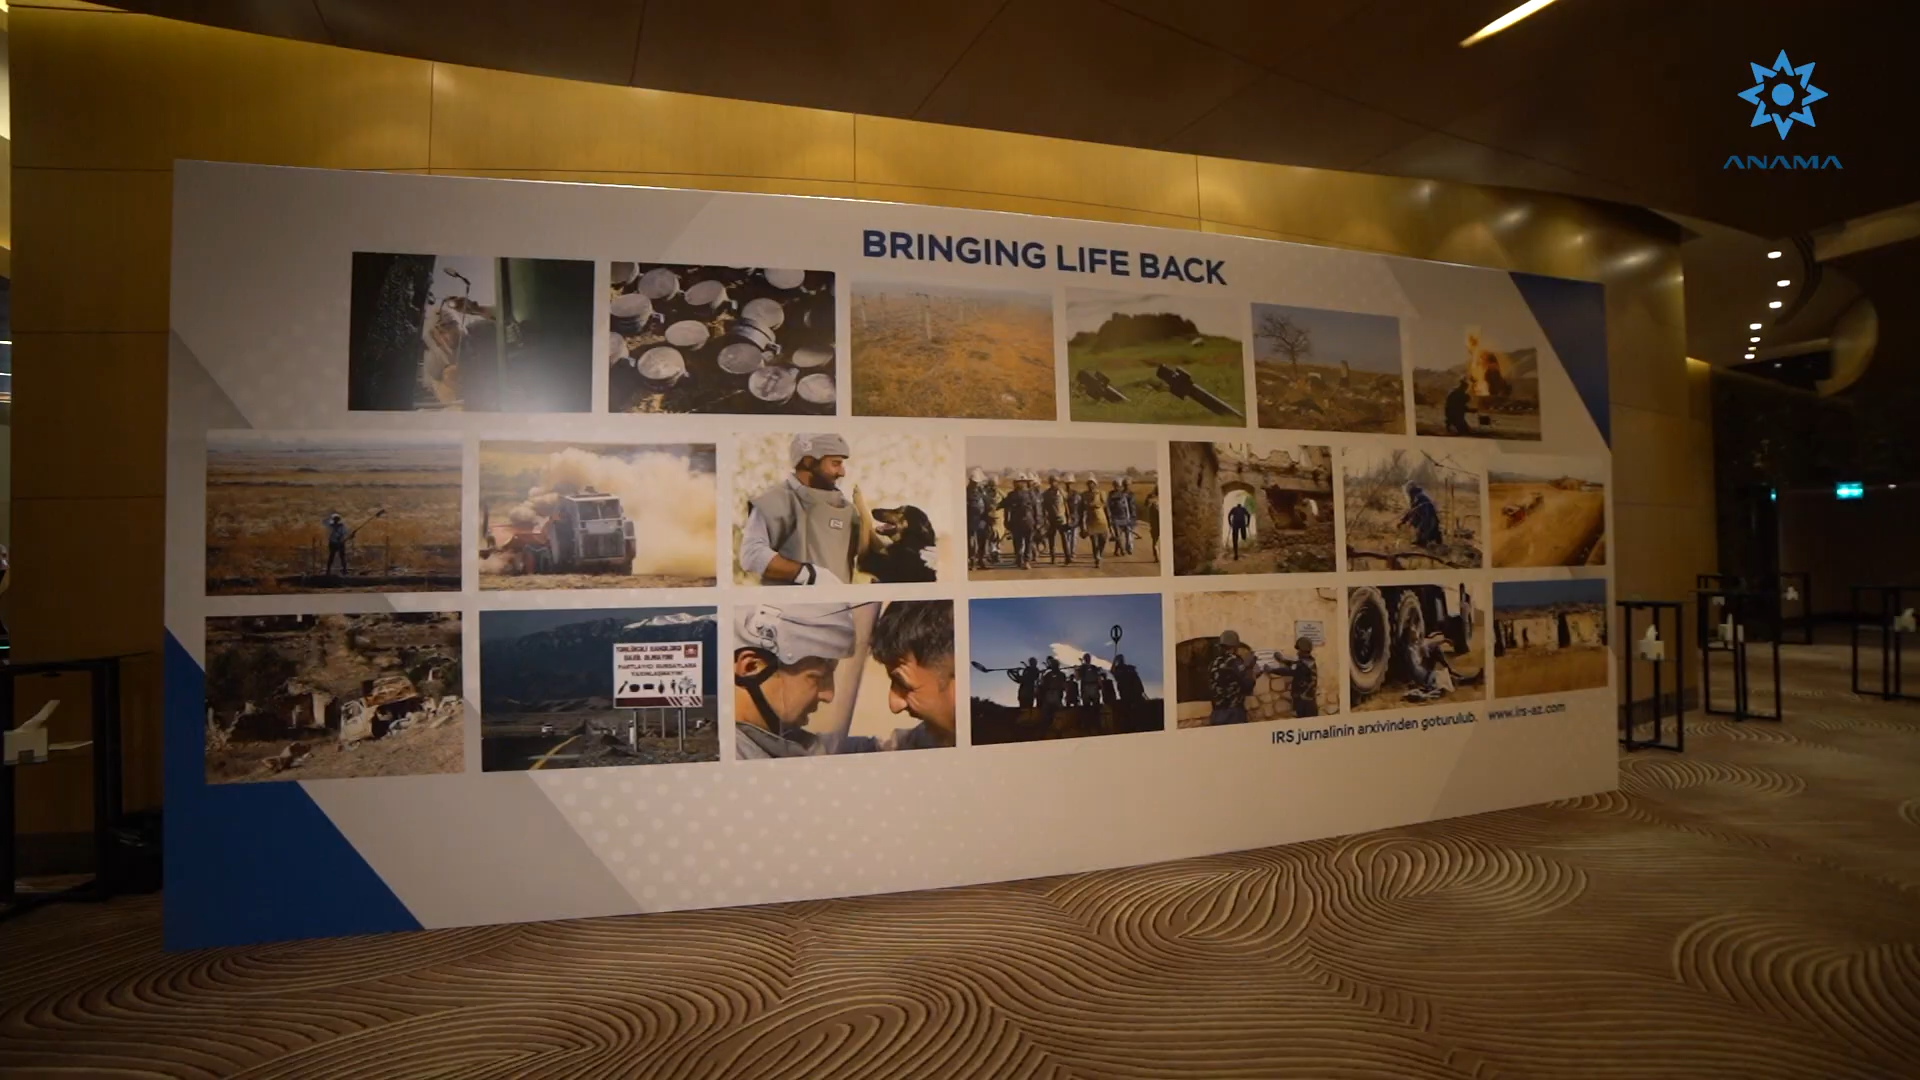 ANAMA
BRINGING LIFE BACK
IRS jurnalinin arxivinden goturulub. www.irs-az.com